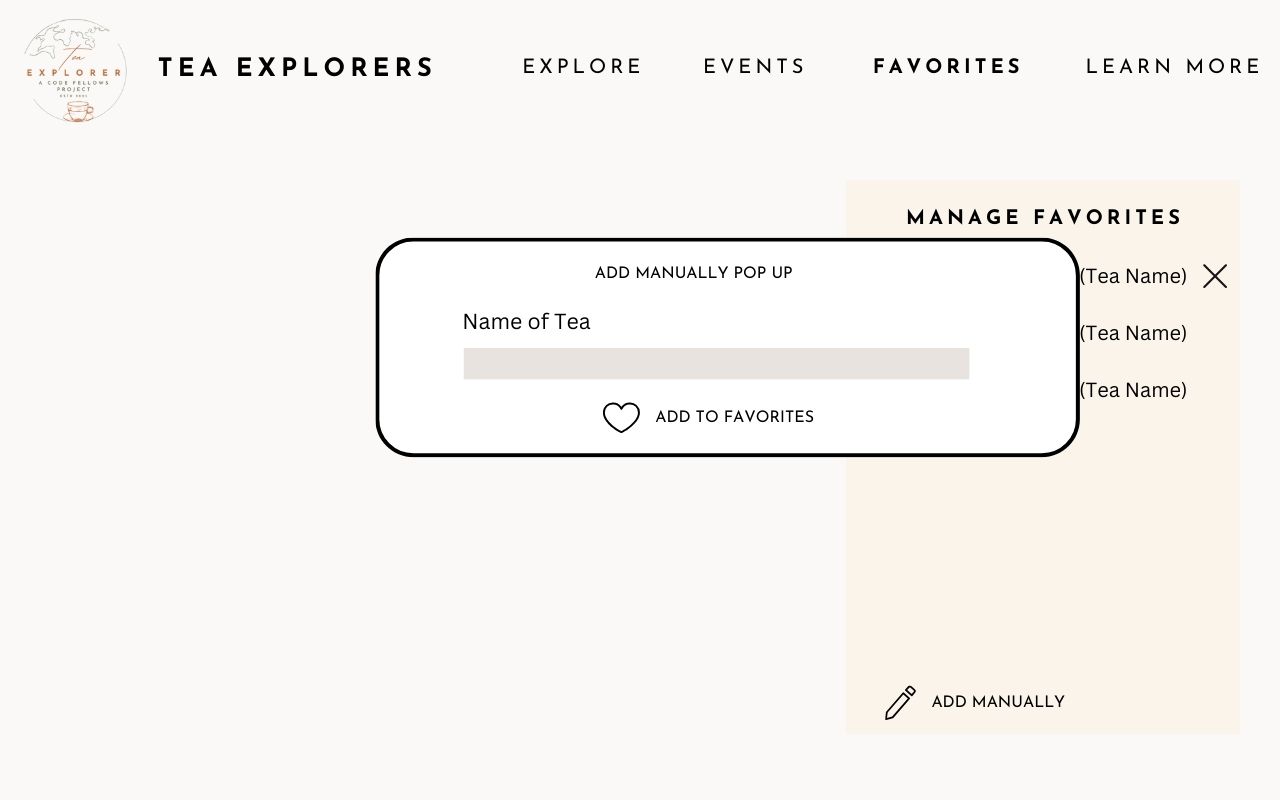 Tea
EXPLORER
A CODE FELLOWS
PROJECT
TEA EXPLORERS
EXPLORE
EVENTS
FAVORITES
LEARN MORE
MANAGE FAVORITES
ADD MANUALLY POP UP
Name of Tea
ADD TO FAVORITES
(Tea Name)
(Tea Name)
(Tea Name)
ADD MANUALLY